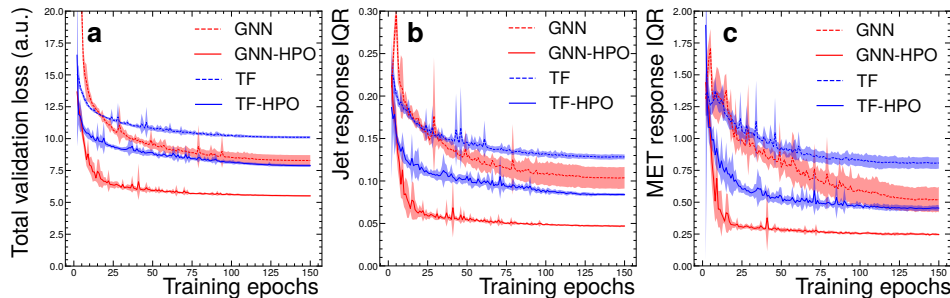 Total validation loss (a.u.)
20.0
17.5
15.0
12.5
10.0
7.5
5.0
2.5
0.0
a
GNN
GNN-HPO
TF
TF-HPO
0 25 50 75 100 125 150
Training epochs
Jet response IQR
0.30
0.25
0.20
0.15
0.10
0.05
0.00
b
GNN
GNN-HPO
TF
TF-HPO
0 25 50 75 100 125 150
Training epochs
MET response IQR
2.00
1.75
1.50
1.25
1.00
0.75
0.50
0.25
0.00
c
GNN
GNN-HPO
TF
TF-HPO
0 25 50 75 100 125 150
Training epochs